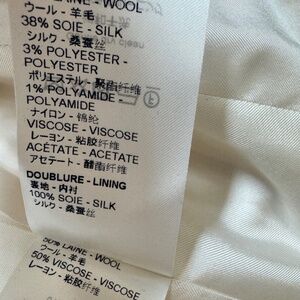 LAINE - WOOL
ウール - 羊毛
38% SOIE - SILK
シルク - 桑蚕丝
3% POLYESTER -
POLYESTER
ポリエステル - 聚酯纤维
1% POLYAMIDE -
POLYAMIDE
ナイロン - 锦纶
VISCOSE - VISCOSE
レーヨン - 粘胶纤维
ACÉTATE - ACETATE
アセテート - 醋酯纤维
DOUBLURE - LINING
裏地 - 内衬
100% SOIE - SILK
シルク - 桑蚕丝
50% LAINE - WOOL
ウール - 羊毛
50% VISCOSE - VISCOSE
レーヨン - 粘胶纤维